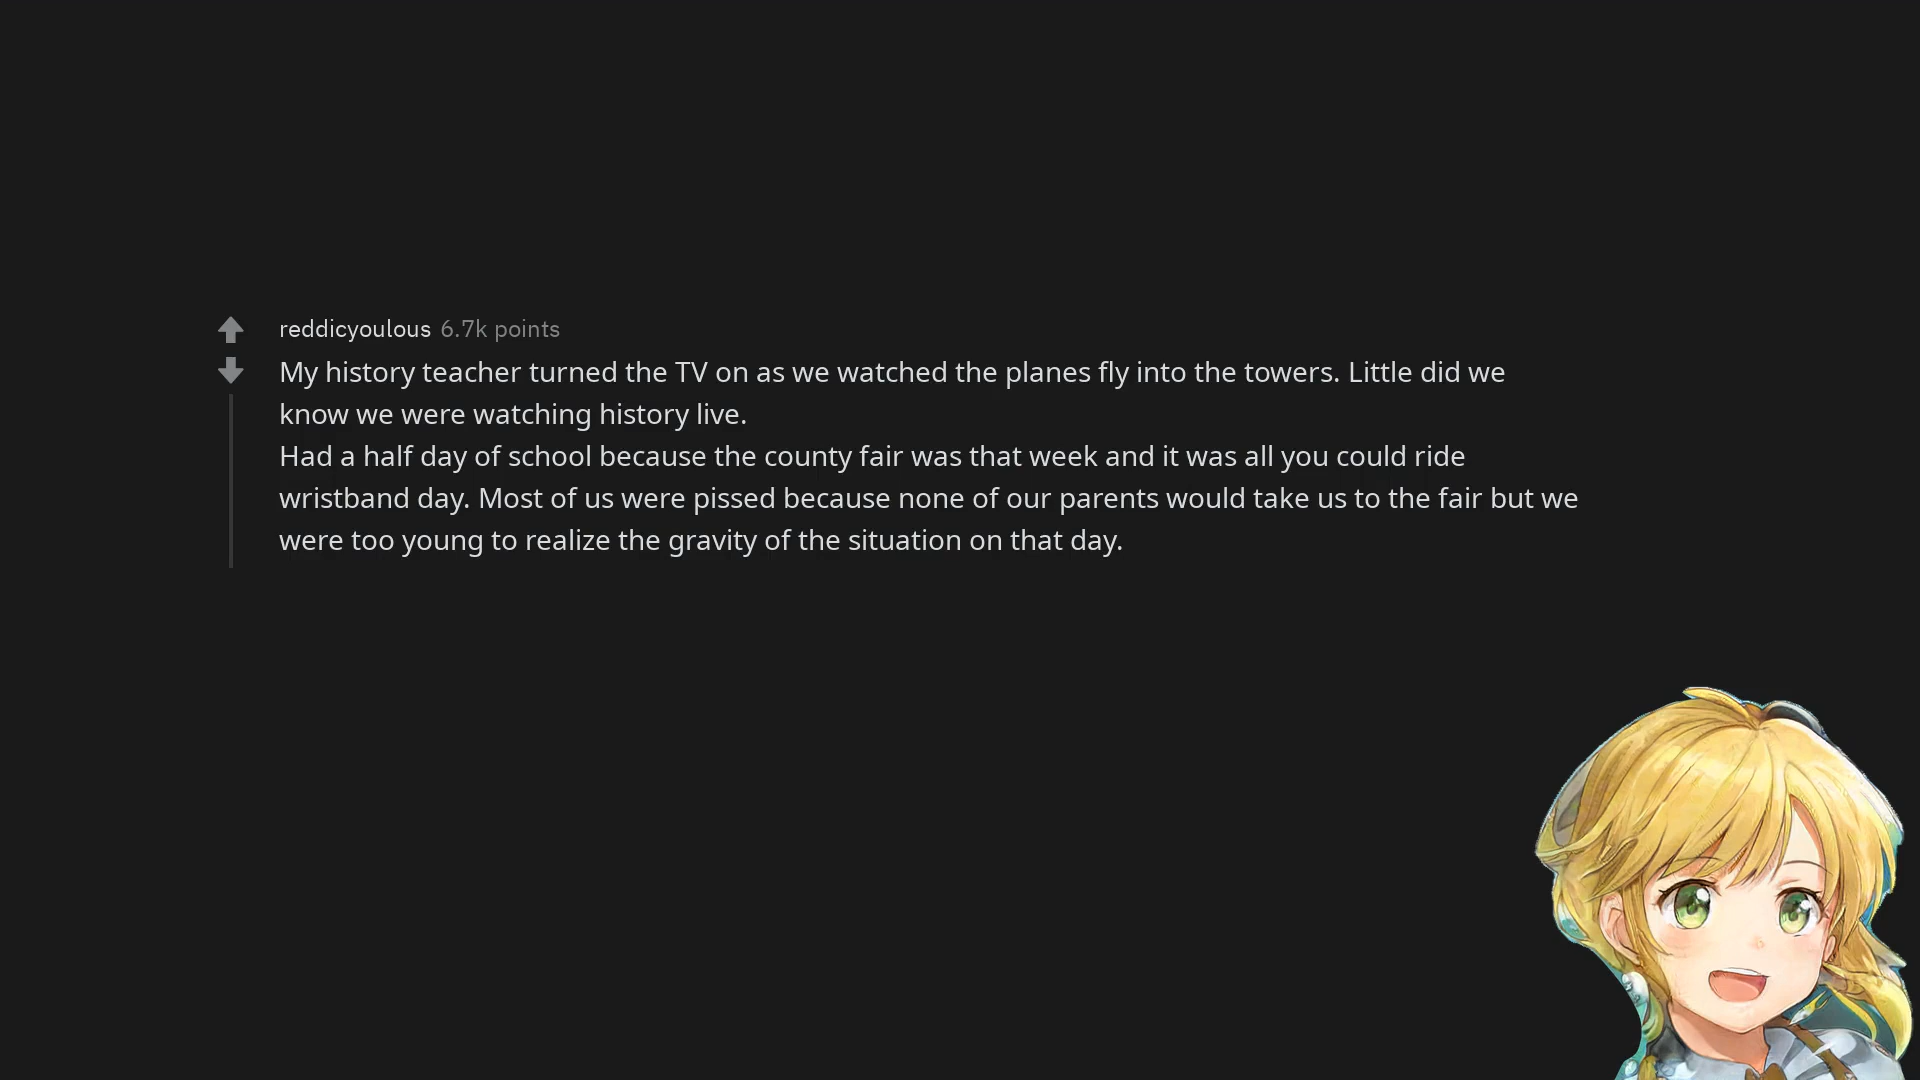 reddicyoulous 6.7k points
My history teacher turned the TV on as we watched the planes fly into the towers. Little did we
know we were watching history live.
Had a half day of school because the county fair was that week and it was all you could ride
wristband day. Most of us were pissed because none of our parents would take us to the fair but we
were too young to realize the gravity of the situation on that day.